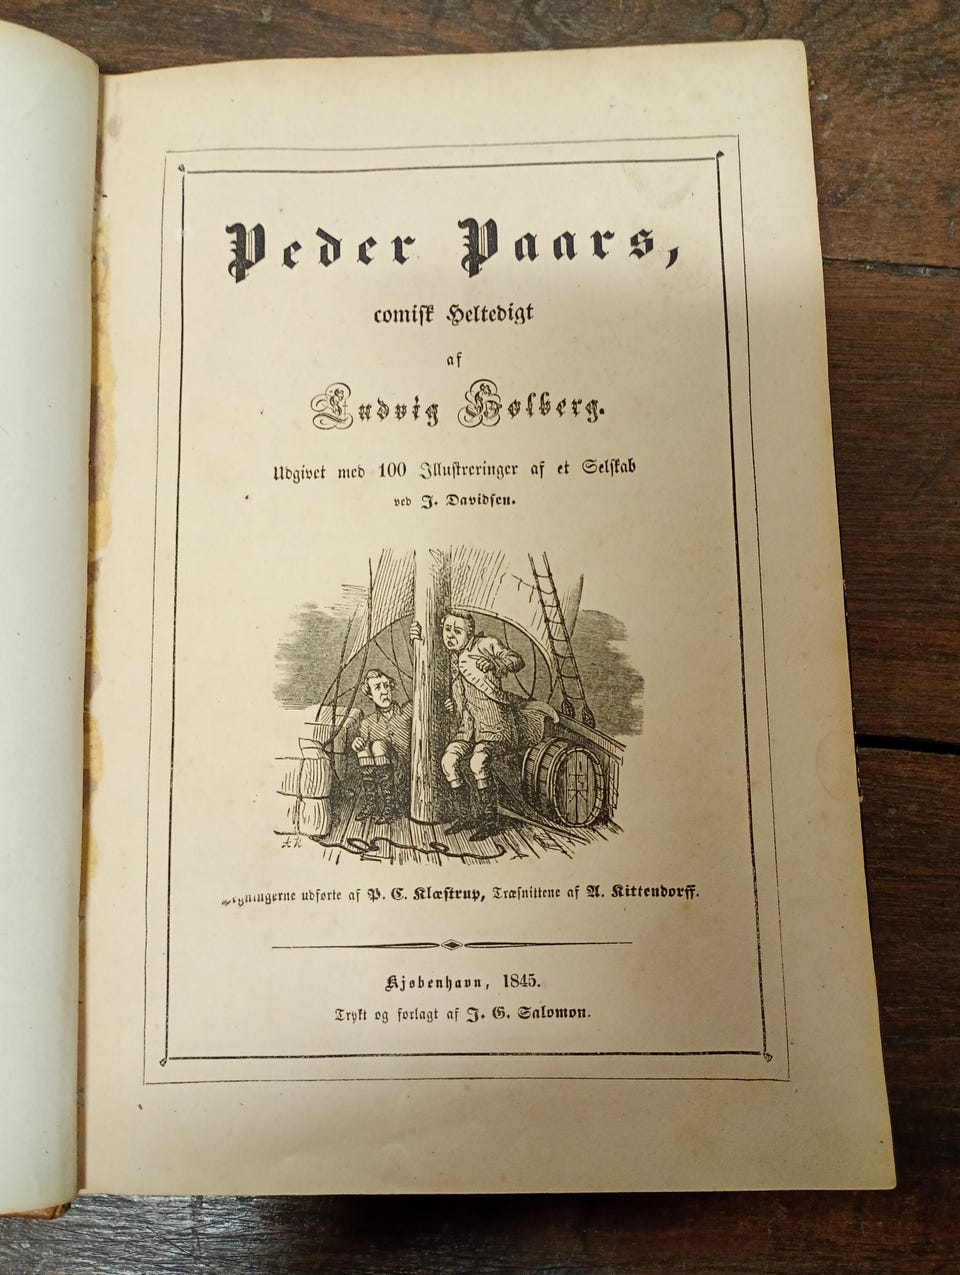 Peder Paars,
comisk Heltedigt
af
Ludvig Holberg.
Udgivet med 100 Illustreringer af et Selskab
ved J. Davidsen.
udførte af P. C. Klæstrup, Træsnittene af A. Kittendorff.
Kjøbenhavn, 1845.
Trykt og forlagt af J. G. Salomon.